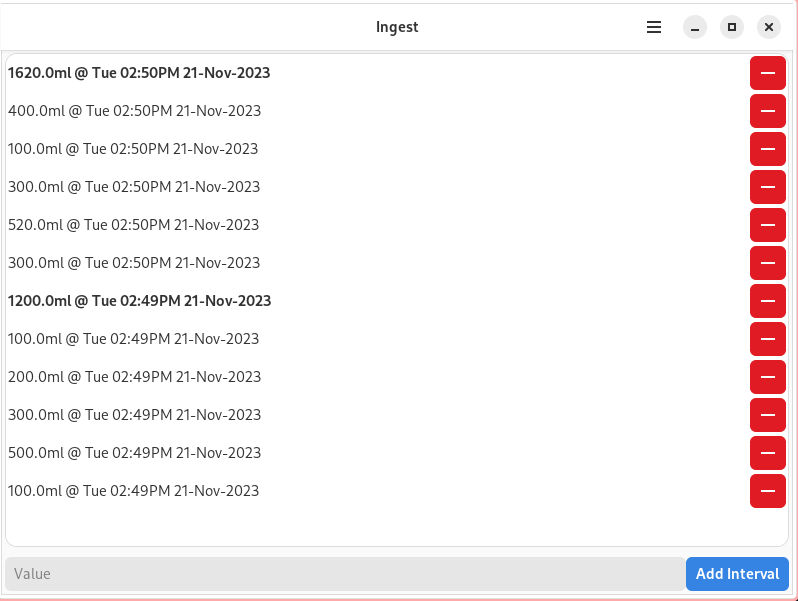 Ingest
1620.0ml @ Tue 02:50PM 21-Nov-2023
400.0ml @ Tue 02:50PM 21-Nov-2023
100.0ml @ Tue 02:50PM 21-Nov-2023
300.0ml @ Tue 02:50PM 21-Nov-2023
520.0ml @ Tue 02:50PM 21-Nov-2023
300.0ml @ Tue 02:50PM 21-Nov-2023
1200.0ml @ Tue 02:49PM 21-Nov-2023
100.0ml @ Tue 02:49PM 21-Nov-2023
200.0ml @ Tue 02:49PM 21-Nov-2023
300.0ml @ Tue 02:49PM 21-Nov-2023
500.0ml @ Tue 02:49PM 21-Nov-2023
100.0ml @ Tue 02:49PM 21-Nov-2023
Value Add Interval